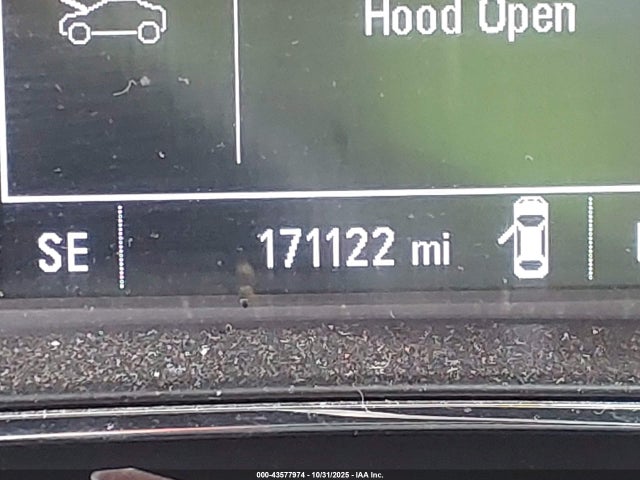 Hood Open
SE 171122 mi
000-43577974 - 10/31/2025 - IAA Inc.